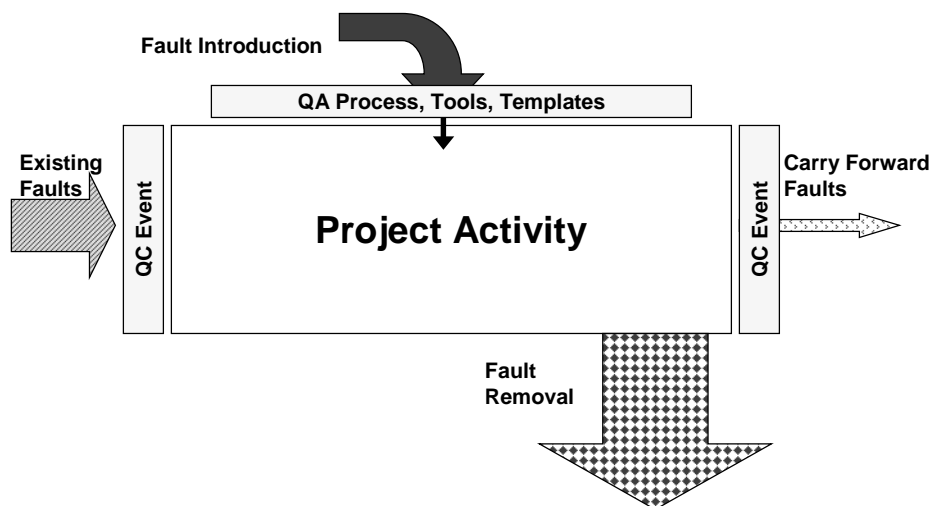 Fault Introduction
QA Process, Tools, Templates
Existing
Faults
QC Event
Project Activity
QC Event
Carry Forward
Faults
Fault
Removal